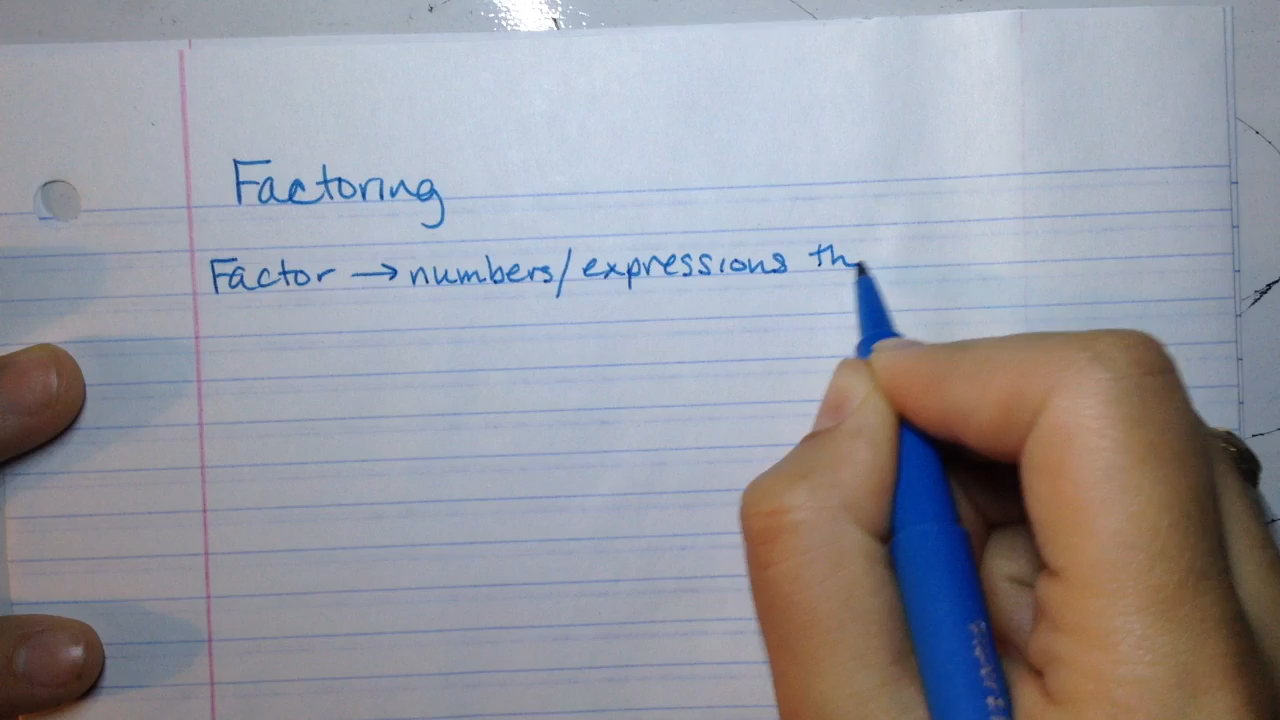 Factoring
Factor → numbers/expressions th